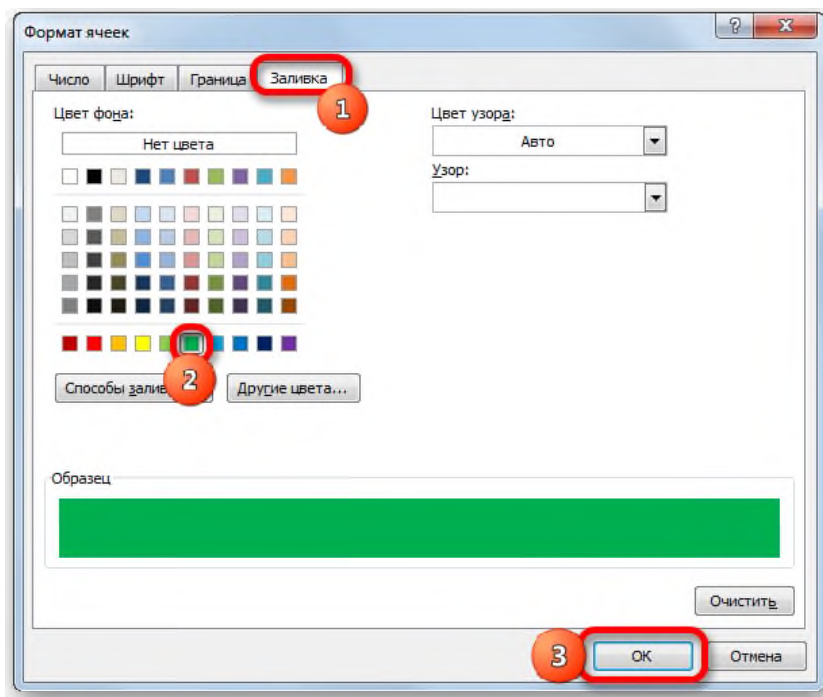 Формат ячеек
?
X
Число Шрифт Граница Заливка
1
Цвет фона:
Нет цвета
Цвет узора:
Авто
Узор:
2
Способы
Другие цвета...
Образец
Очистить
3
ОК
Отмена